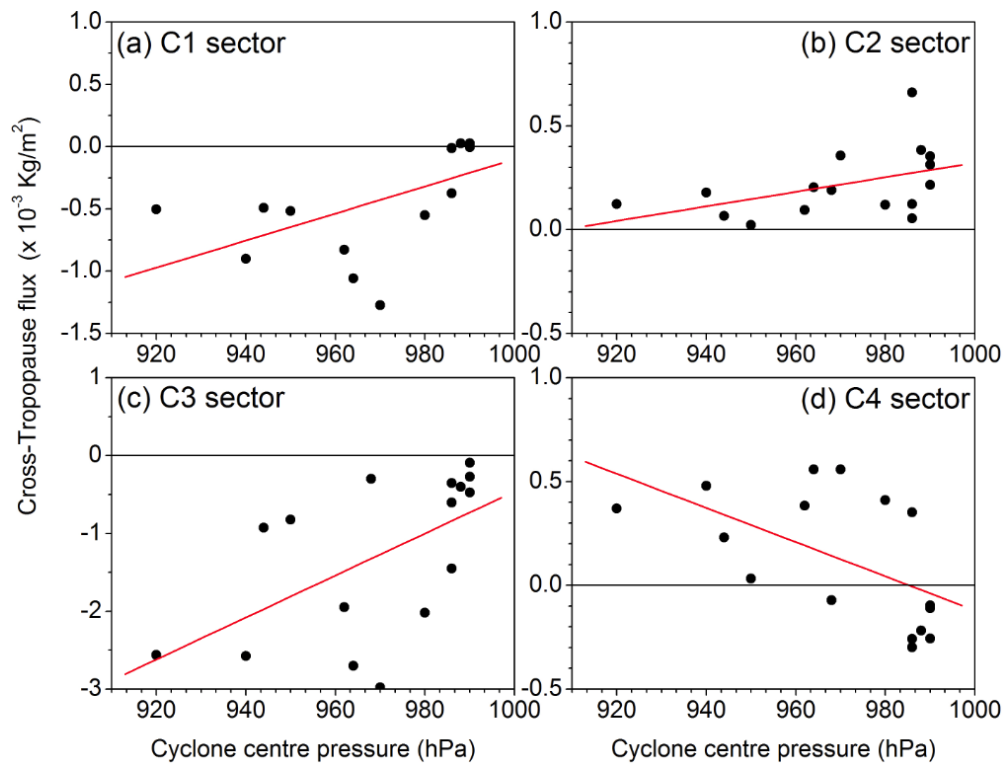 Cross-Tropopause flux (x 10⁻³ Kg/m²)
(a) C1 sector
1.0
0.5
0.0
-0.5
-1.0
-1.5
920 940 960 980 1000
(b) C2 sector
1.0
0.5
0.0
-0.5
920 940 960 980 1000
(c) C3 sector
1
0
-1
-2
-3
920 940 960 980 1000
Cyclone centre pressure (hPa)
(d) C4 sector
1.0
0.5
0.0
-0.5
920 940 960 980 1000
Cyclone centre pressure (hPa)